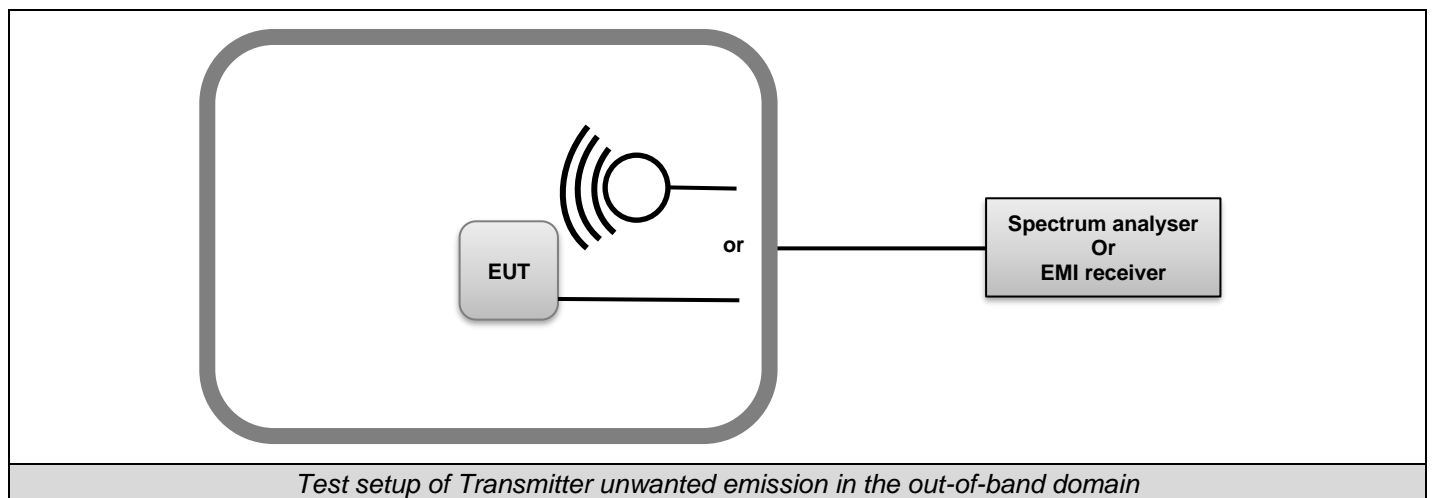 or
EUT
Spectrum analyser
Or
EMI receiver
Test setup of Transmitter unwanted emission in the out-of-band domain